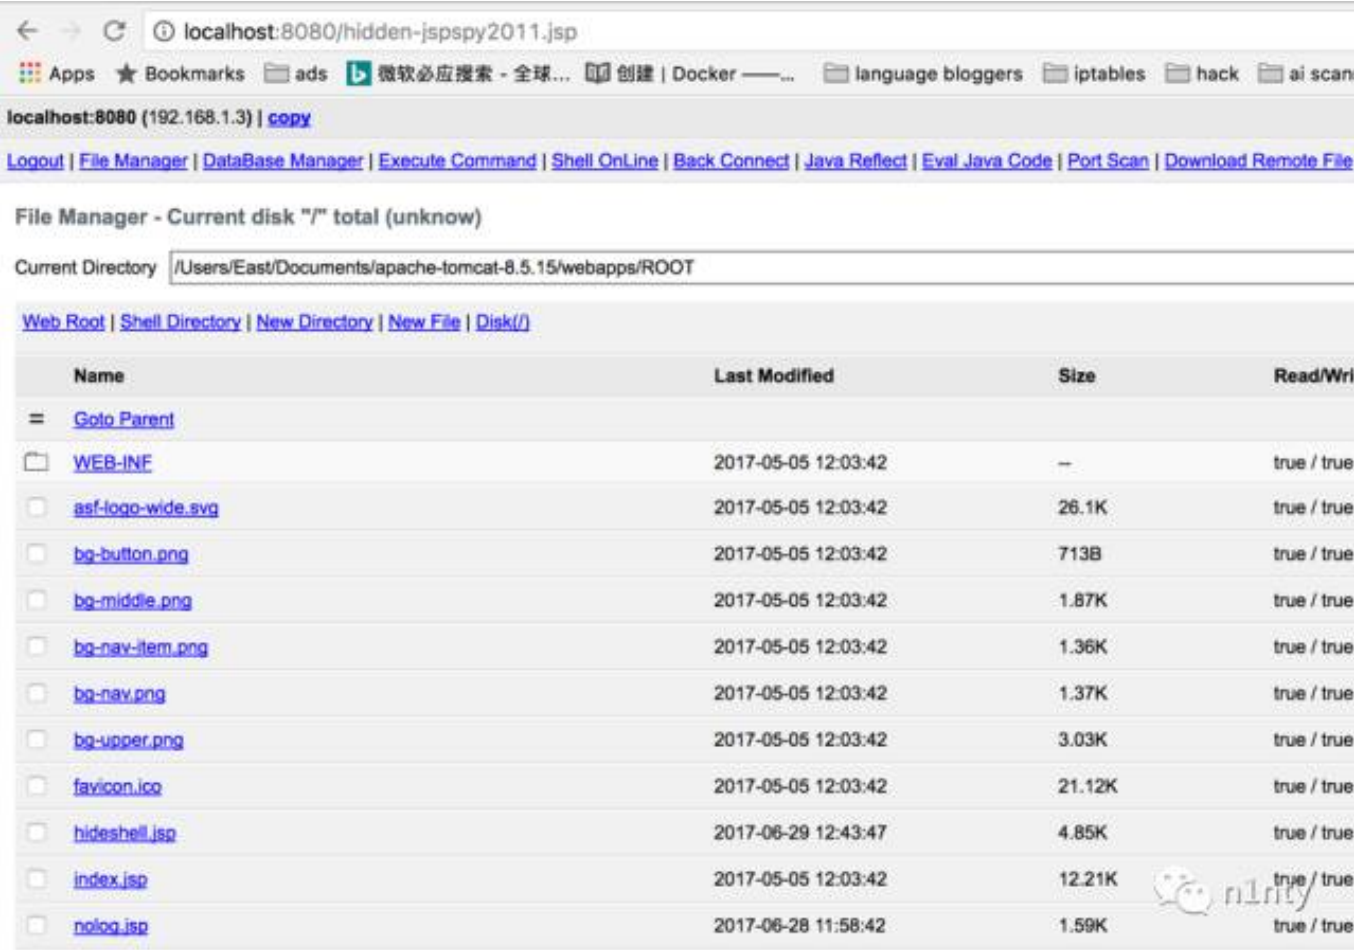 localhost:8080/hidden-jspspy2011.jsp
Apps Bookmarks ads 微软必应搜索 - 全球... 创建 | Docker ——... language bloggers iptables hack ai scan
localhost:8080 (192.168.1.3) | copy
Logout | File Manager | DataBase Manager | Execute Command | Shell OnLine | Back Connect | Java Reflect | Eval Java Code | Port Scan | Download Remote File
File Manager - Current disk "/" total (unknow)
Current Directory /Users/East/Documents/apache-tomcat-8.5.15/webapps/ROOT
Web Root | Shell Directory | New Directory | New File | Disk(/)
Name Last Modified Size Read/Wri
= Goto Parent
WEB-INF 2017-05-05 12:03:42 -- true / true
asf-logo-wide.svg 2017-05-05 12:03:42 26.1K true / true
bg-button.png 2017-05-05 12:03:42 713B true / true
bg-middle.png 2017-05-05 12:03:42 1.87K true / true
bg-nav-item.png 2017-05-05 12:03:42 1.36K true / true
bg-nav.png 2017-05-05 12:03:42 1.37K true / true
bg-upper.png 2017-05-05 12:03:42 3.03K true / true
favicon.ico 2017-05-05 12:03:42 21.12K true / true
hideshell.jsp 2017-06-29 12:43:47 4.85K true / true
index.jsp 2017-05-05 12:03:42 12.21K true / true
n1nty
nolog.jsp 2017-06-28 11:58:42 1.59K true / true